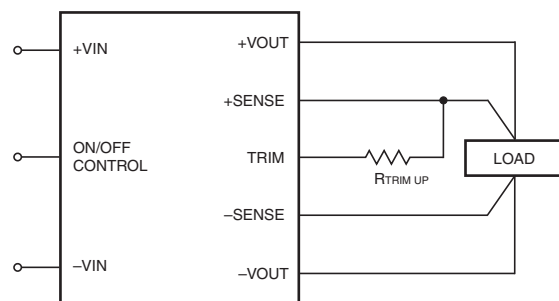 +VIN
ON/OFF
CONTROL
–VIN
+VOUT
+SENSE
TRIM
–SENSE
–VOUT
RTRIM UP
LOAD